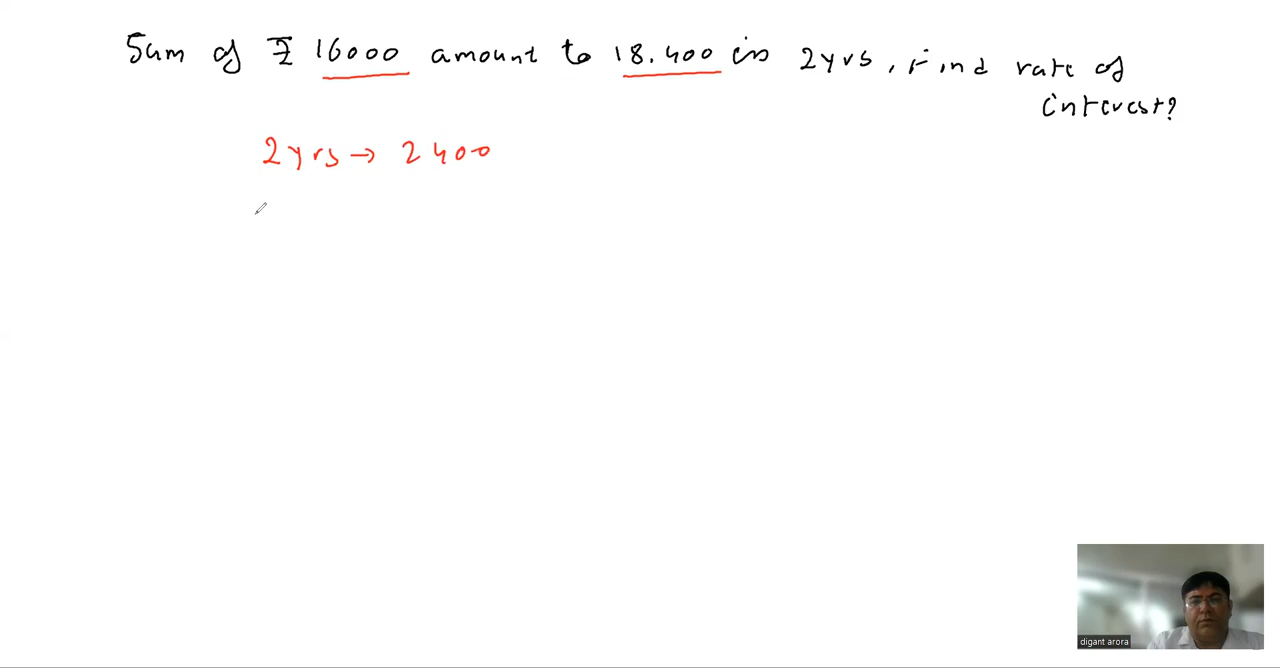 Sum of ₹ 16000 amount to 18.400 in 2yrs, Find rate of
interest?
2yrs → 2400
digant arora